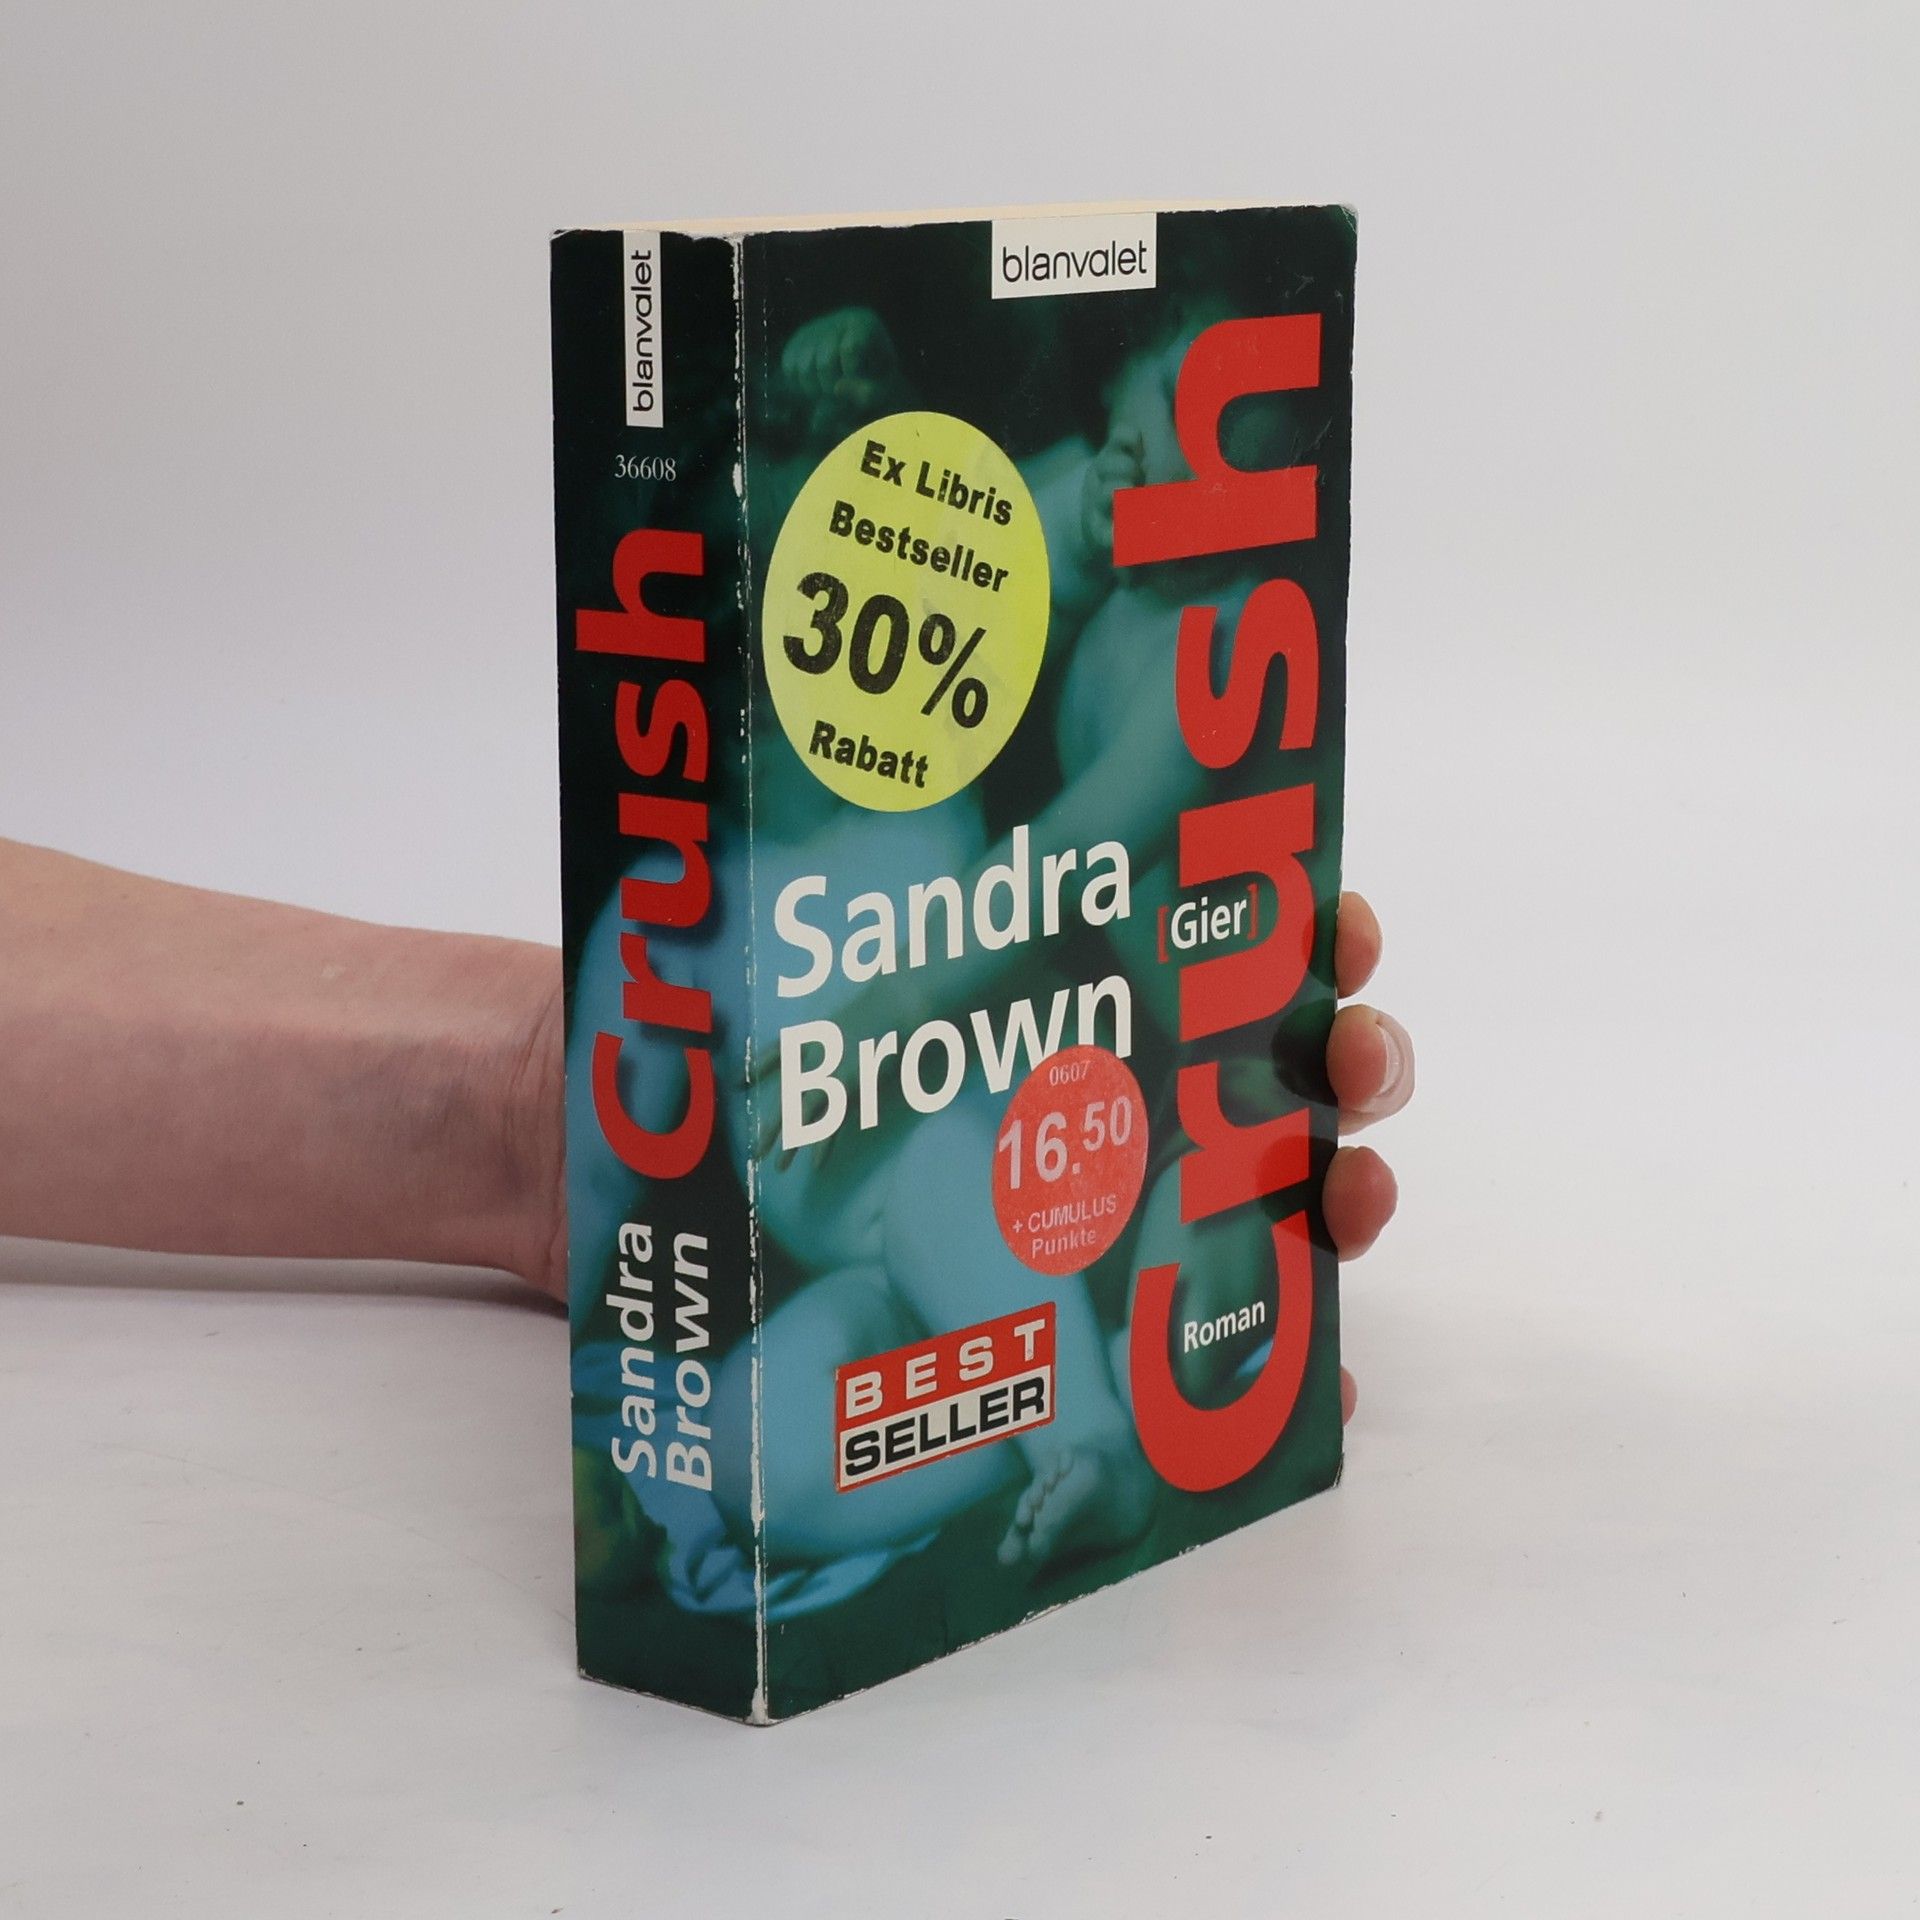 blanvalet
36608
Crush
Sandra
Brown
blanvalet
Ex Libris
Bestseller
30%
Rabatt
Sandra
Brown
Crush
[Gier]
0607
16.50
+ CUMULUS
Punkte
Roman
BEST
SELLER